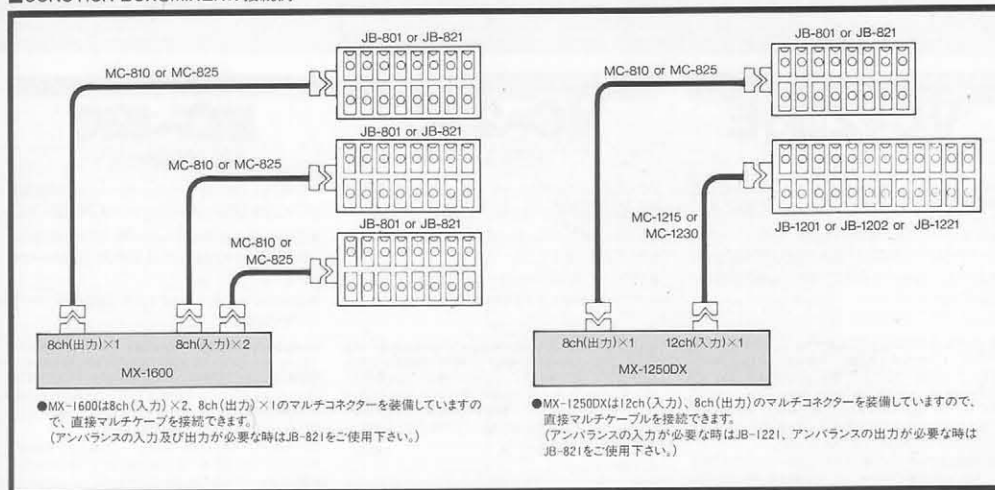 JB-801 or JB-821
MC-810 or MC-825
JB-801 or JB-821
MC-810 or MC-825
JB-801 or JB-821
MC-810 or
MC-825
8ch(出力)×1
8ch(入力)×2
MX-1600
●MX-1600は8ch(入力)×2、8ch(出力)×1のマルチコネクターを装備していますの
で、直接マルチケーブを接続できます。
(アンバランスの入力及び出力が必要な時はJB-821をご使用下さい。)
JB-801 or JB-821
MC-810 or MC-825
MC-1215 or
MC-1230
JB-1201 or JB-1202 or JB-1221
8ch(出力)×1
12ch(入力)×1
MX-1250DX
●MX-1250DXは12ch(入力)、8ch(出力)のマルチコネクターを装備していますので、
直接マルチケーブルを接続できます。
(アンバランスの入力が必要な時はJB-1221、アンバランスの出力が必要な時は
JB-821をご使用下さい。)